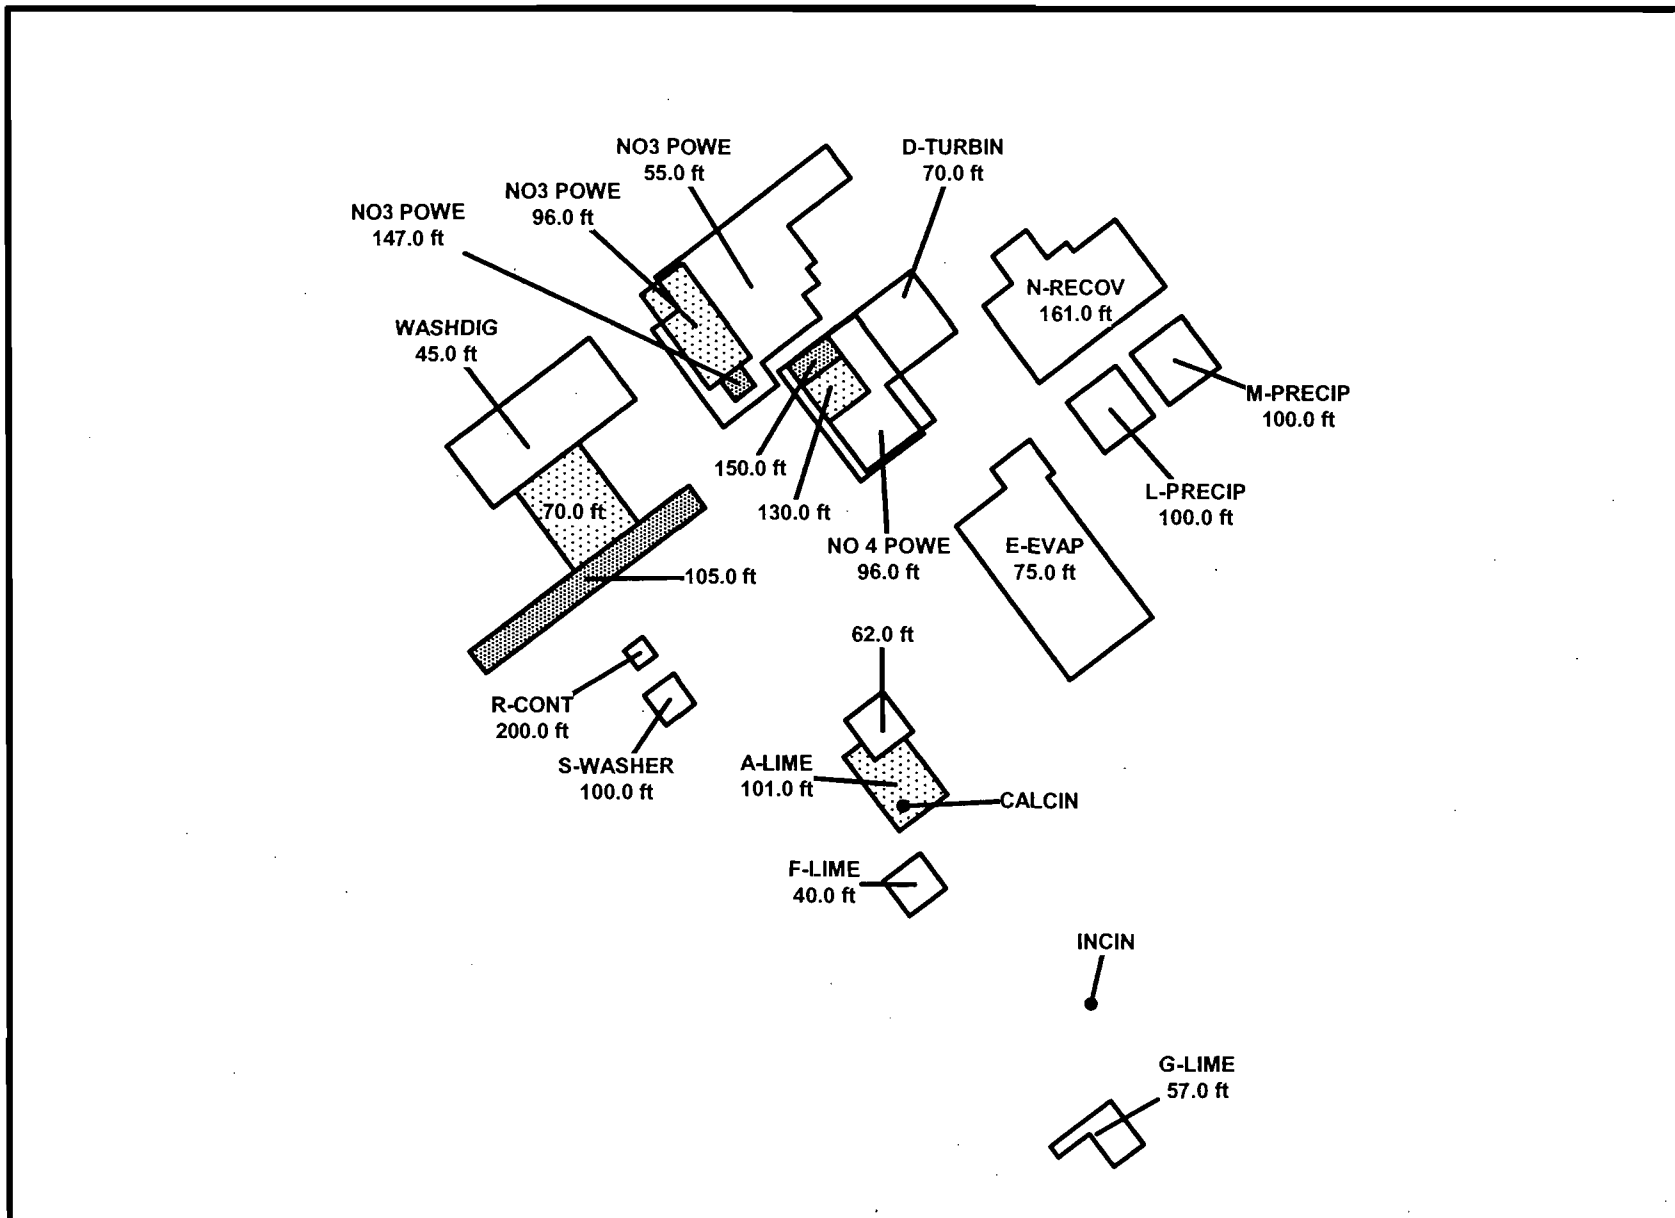 NO3 POWE
55.0 ft
D-TURBIN
70.0 ft
NO3 POWE
96.0 ft
NO3 POWE
147.0 ft
N-RECOV
161.0 ft
WASHDIG
45.0 ft
M-PRECIP
100.0 ft
150.0 ft
L-PRECIP
100.0 ft
70.0 ft
130.0 ft
NO 4 POWE
96.0 ft
E-EVAP
75.0 ft
105.0 ft
62.0 ft
R-CONT
200.0 ft
S-WASHER
100.0 ft
A-LIME
101.0 ft
CALCIN
F-LIME
40.0 ft
INCIN
G-LIME
57.0 ft